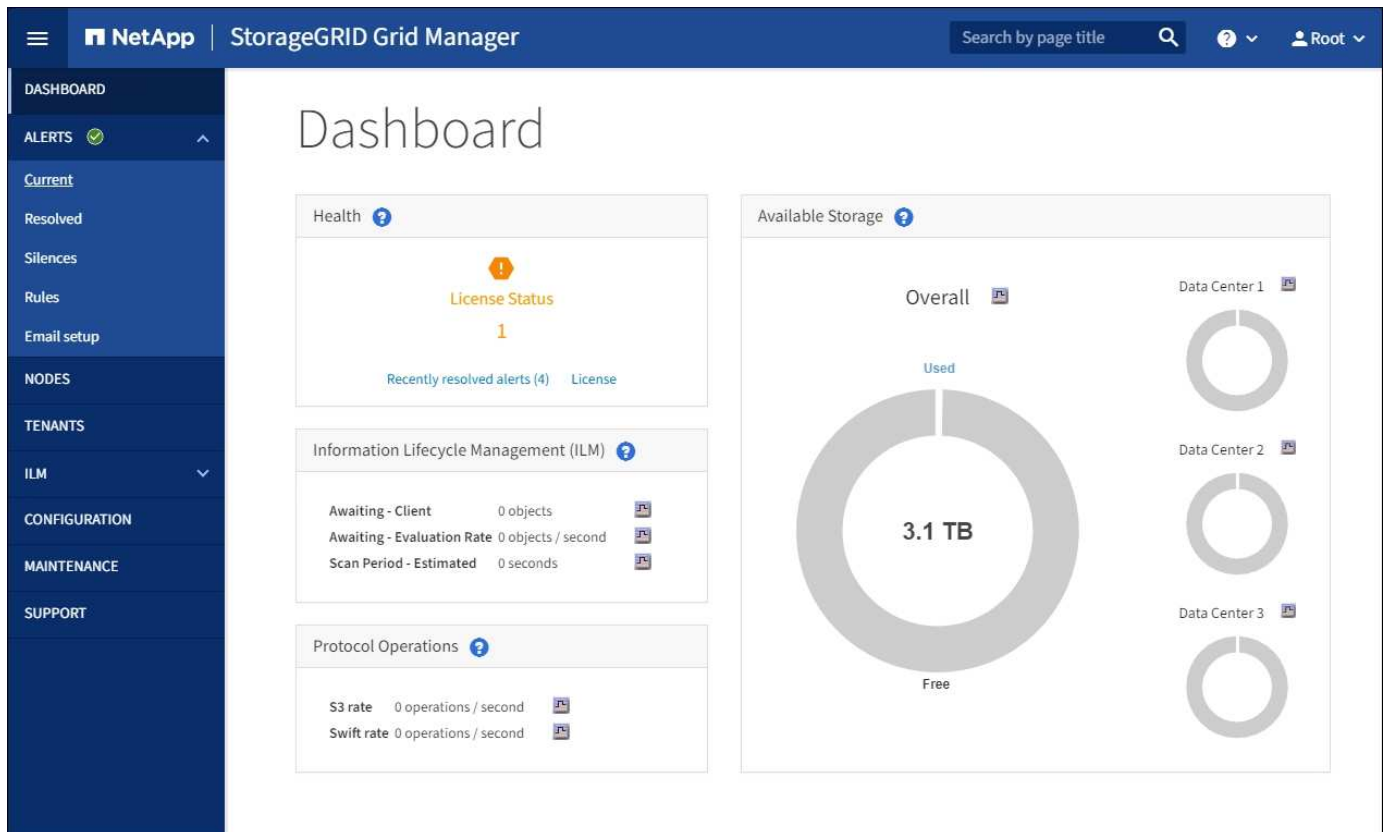 NetApp | StorageGRID Grid Manager
Search by page title
Root
DASHBOARD
ALERTS
Current
Resolved
Silences
Rules
Email setup
NODES
TENANTS
ILM
CONFIGURATION
MAINTENANCE
SUPPORT
Dashboard
Health
License Status
1
Recently resolved alerts (4) License
Information Lifecycle Management (ILM)
Awaiting - Client 0 objects
Awaiting - Evaluation Rate 0 objects / second
Scan Period - Estimated 0 seconds
Protocol Operations
S3 rate 0 operations / second
Swift rate 0 operations / second
Available Storage
Overall
Used
3.1 TB
Free
Data Center 1
Data Center 2
Data Center 3